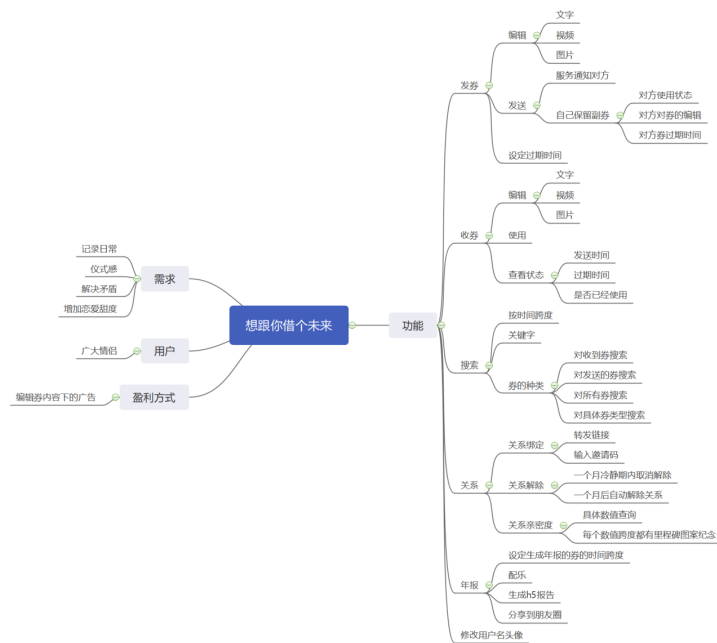 想跟你借个未来
需求
记录日常
仪式感
解决矛盾
增加恋爱甜度
用户
广大情侣
盈利方式
编辑券内容下的广告
功能
发券
编辑
文字
视频
图片
发送
服务通知对方
自己保留副券
对方使用状态
对方对券的编辑
对方券过期时间
设定过期时间
收券
编辑
文字
视频
图片
使用
查看状态
发送时间
过期时间
是否已经使用
搜索
按时间跨度
关键字
券的种类
对收到券搜索
对发送的券搜索
对所有券搜索
对具体券类型搜索
关系
关系绑定
转发链接
输入邀请码
关系解除
一个月冷静期内取消解除
一个月后自动解除关系
关系亲密度
具体数值查询
每个数值跨度都有里程碑图案纪念
年报
设定生成年报的券的时间跨度
配乐
生成h5报告
分享到朋友圈
修改用户名头像